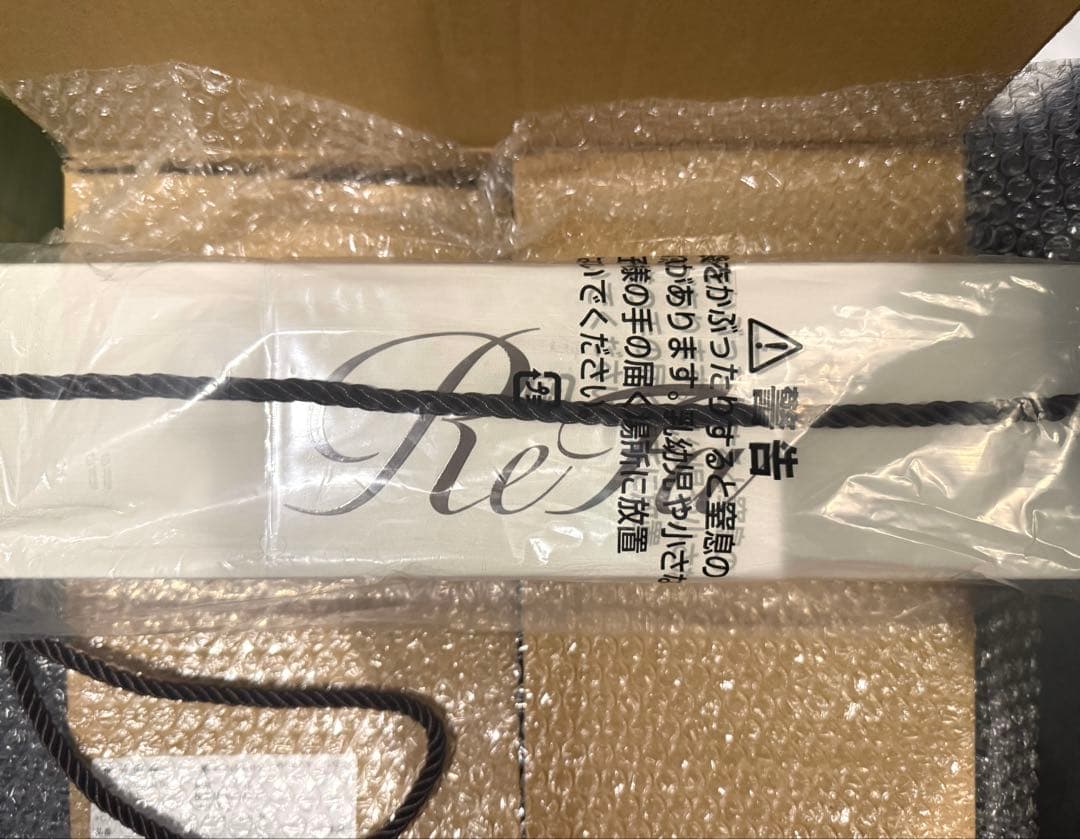 ReFa
警告
をかぶったりすると窒息の
があります。乳幼児や小さな
様の手の届く場所に放置
いでください
プラ